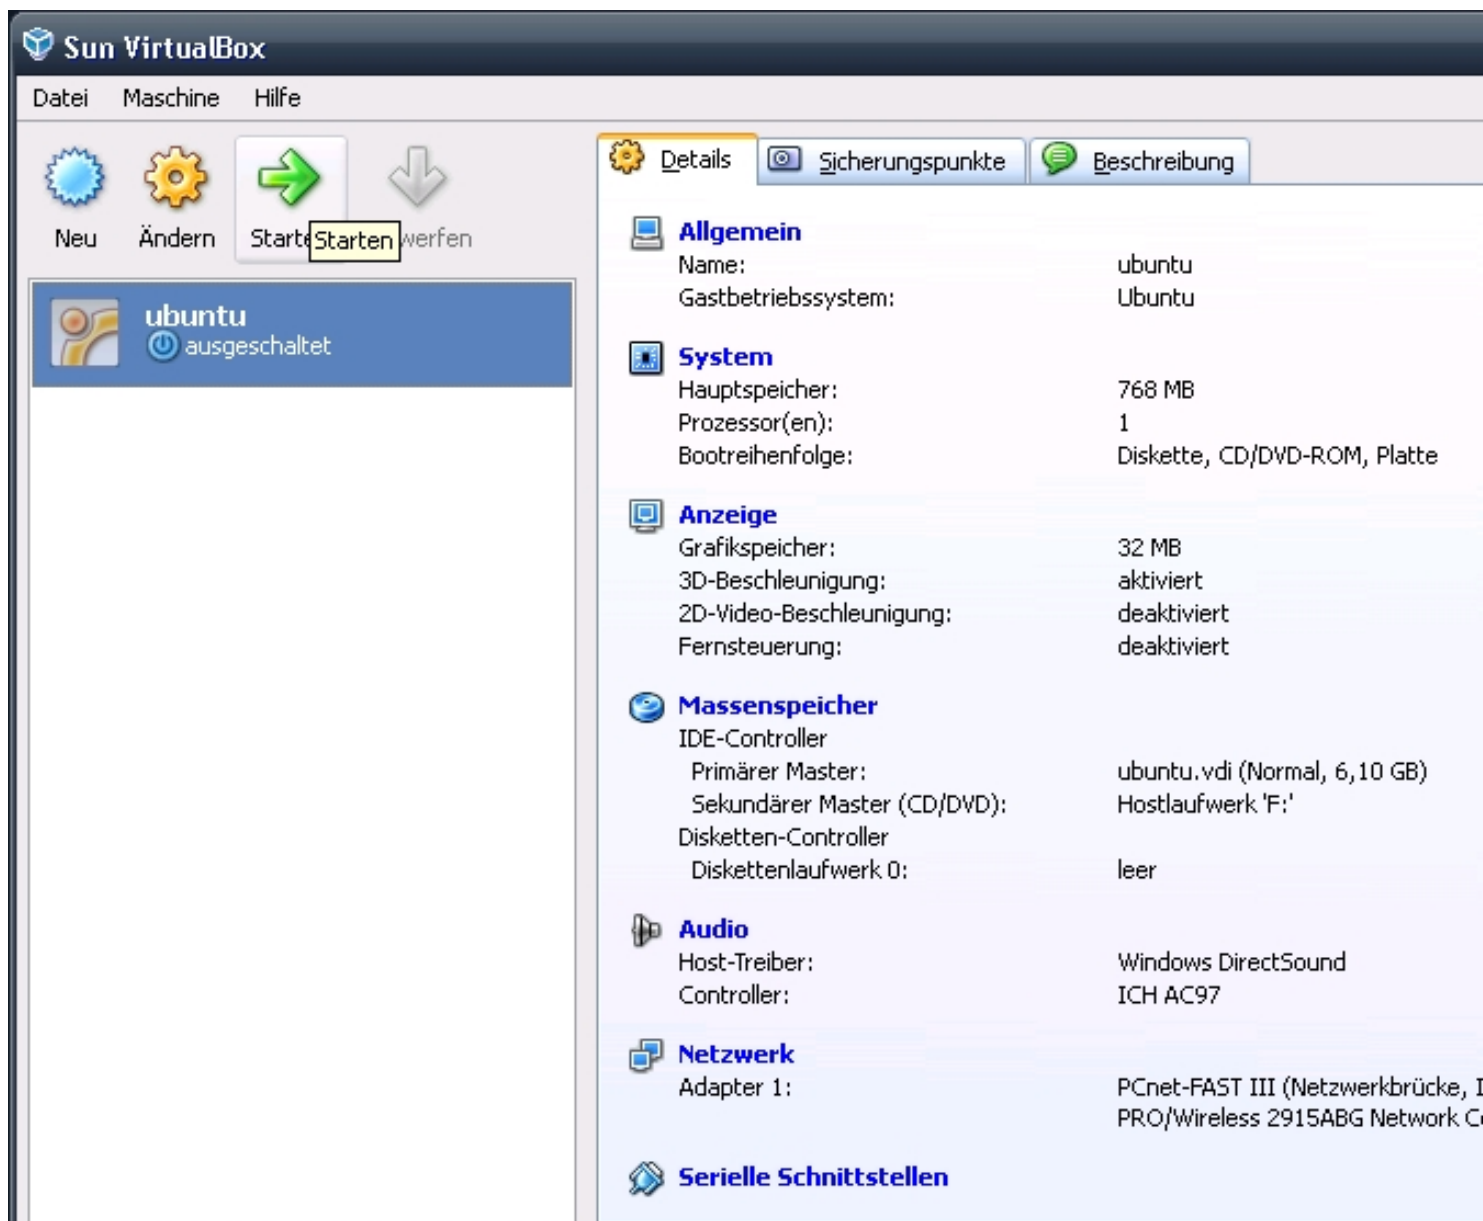 Sun VirtualBox
Datei Maschine Hilfe
Neu Ändern Starten werfen
Starten
ubuntu
ausgeschaltet
Details Sicherungspunkte Beschreibung
Allgemein
Name: ubuntu
Gastbetriebssystem: Ubuntu
System
Hauptspeicher: 768 MB
Prozessor(en): 1
Bootreihenfolge: Diskette, CD/DVD-ROM, Platte
Anzeige
Grafikspeicher: 32 MB
3D-Beschleunigung: aktiviert
2D-Video-Beschleunigung: deaktiviert
Fernsteuerung: deaktiviert
Massenspeicher
IDE-Controller
Primärer Master: ubuntu.vdi (Normal, 6,10 GB)
Sekundärer Master (CD/DVD): Hostlaufwerk 'F:'
Disketten-Controller
Diskettenlaufwerk 0: leer
Audio
Host-Treiber: Windows DirectSound
Controller: ICH AC97
Netzwerk
Adapter 1: PCnet-FAST III (Netzwerkbrücke,
PRO/Wireless 2915ABG Network
Serielle Schnittstellen